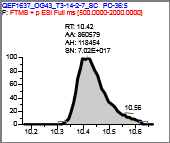 QEF1637_OG43_T3-14-2-7_SC PC-36:5
F: FTMS + p ESI Full ms [500.0000-2000.0000]
RT: 10.42
AA: 860579
AH: 118454
SN: 7.02E+017
100
80
60
40
20
0
10.56
10.2 10.3 10.4 10.5 10.6